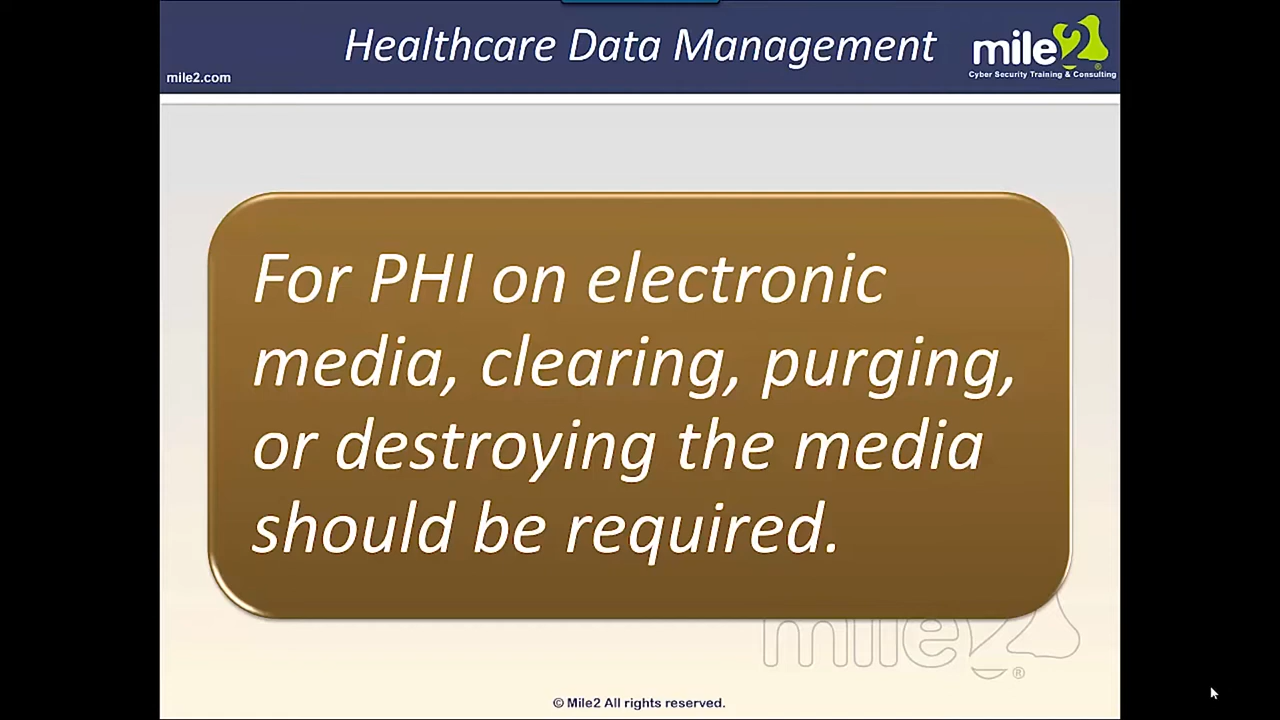 Healthcare Data Management
mile2
®
Cyber Security Training & Consulting
mile2.com
For PHI on electronic
media, clearing, purging,
or destroying the media
should be required.
mile2
®
© Mile2 All rights reserved.